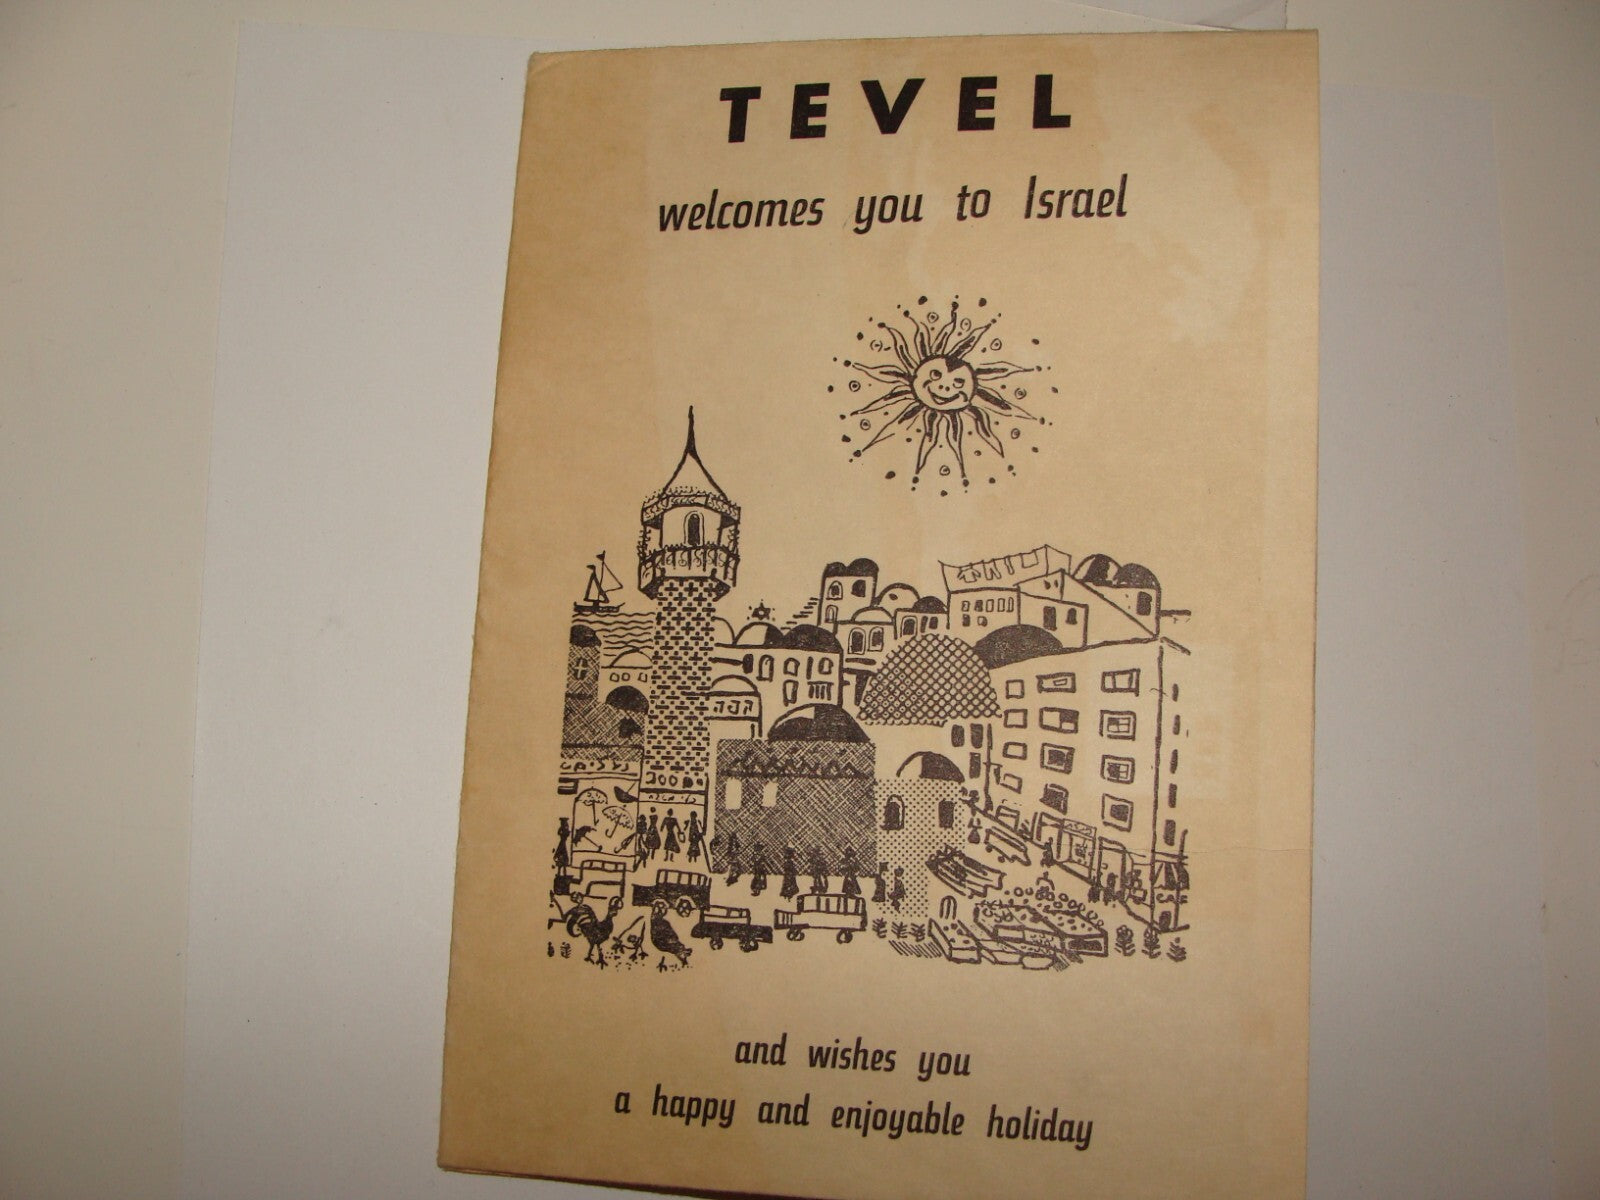 TEVEL
welcomes you to Israel
and wishes you
a happy and enjoyable holiday